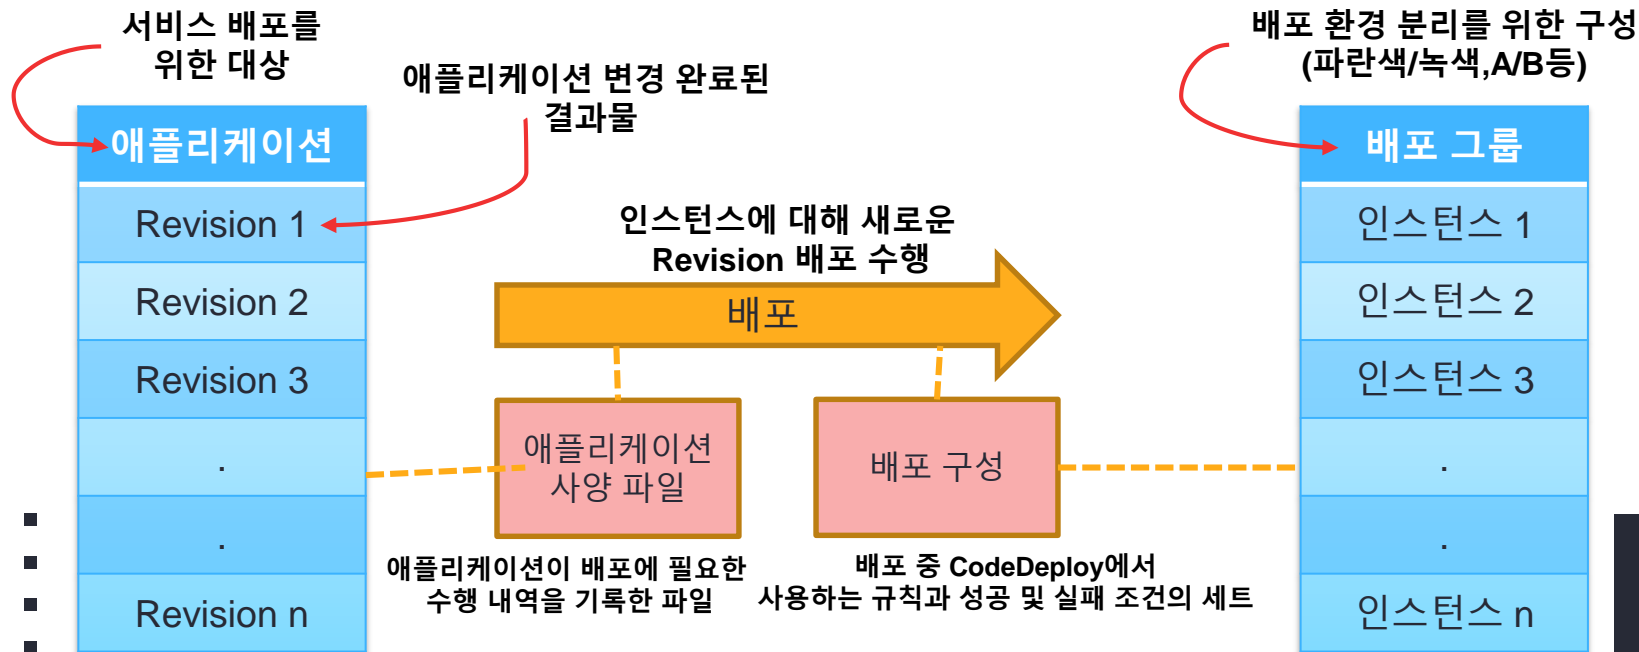 서비스 배포를
위한 대상
배포 환경 분리를 위한 구성
(파란색/녹색,A/B등)
애플리케이션 변경 완료된
결과물
애플리케이션
Revision 1
Revision 2
Revision 3
.
.
Revision n
인스턴스에 대해 새로운
Revision 배포 수행
배포
애플리케이션
사양 파일
배포 구성
애플리케이션이 배포에 필요한
수행 내역을 기록한 파일
배포 중 CodeDeploy에서
사용하는 규칙과 성공 및 실패 조건의 세트
배포 그룹
인스턴스 1
인스턴스 2
인스턴스 3
.
.
인스턴스 n